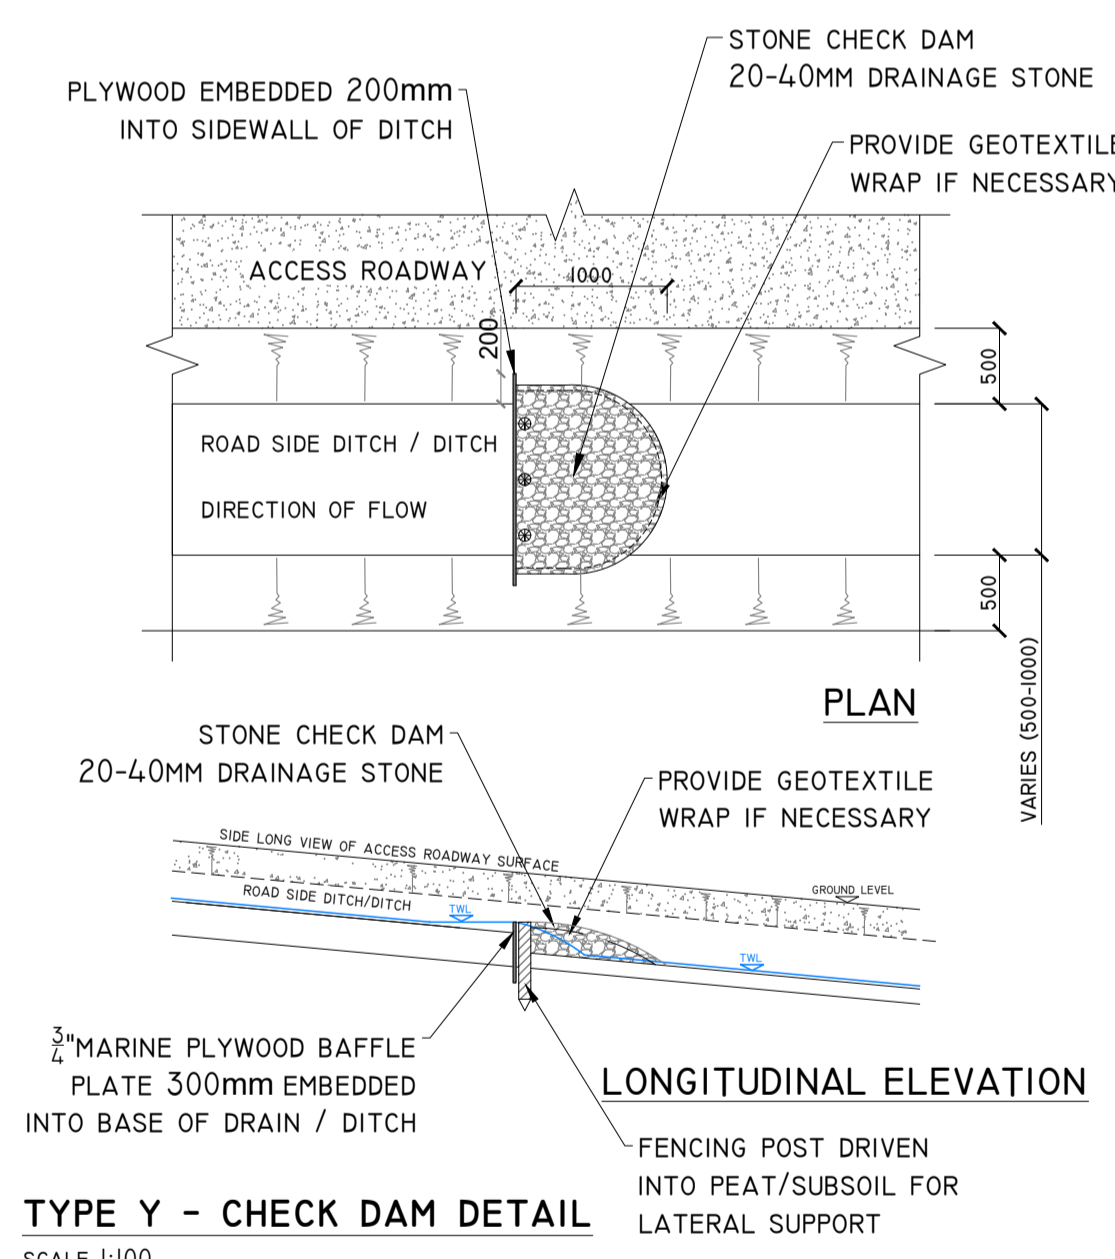 STONE CHECK DAM
20-40MM DRAINAGE STONE
PLYWOOD EMBEDDED 200mm
INTO SIDEWALL OF DITCH
PROVIDE GEOTEXTILE
WRAP IF NECESSARY
ACCESS ROADWAY
1000
200
500
ROAD SIDE DITCH / DITCH
DIRECTION OF FLOW
500
VARIES (500-1000)
PLAN
STONE CHECK DAM
20-40MM DRAINAGE STONE
PROVIDE GEOTEXTILE
WRAP IF NECESSARY
SIDE LONG VIEW OF ACCESS ROADWAY SURFACE
GROUND LEVEL
ROAD SIDE DITCH/DITCH
TWL
TWL
3/4"MARINE PLYWOOD BAFFLE
PLATE 300mm EMBEDDED
INTO BASE OF DRAIN / DITCH
LONGITUDINAL ELEVATION
FENCING POST DRIVEN
INTO PEAT/SUBSOIL FOR
LATERAL SUPPORT
TYPE Y - CHECK DAM DETAIL
SCALE 1:100